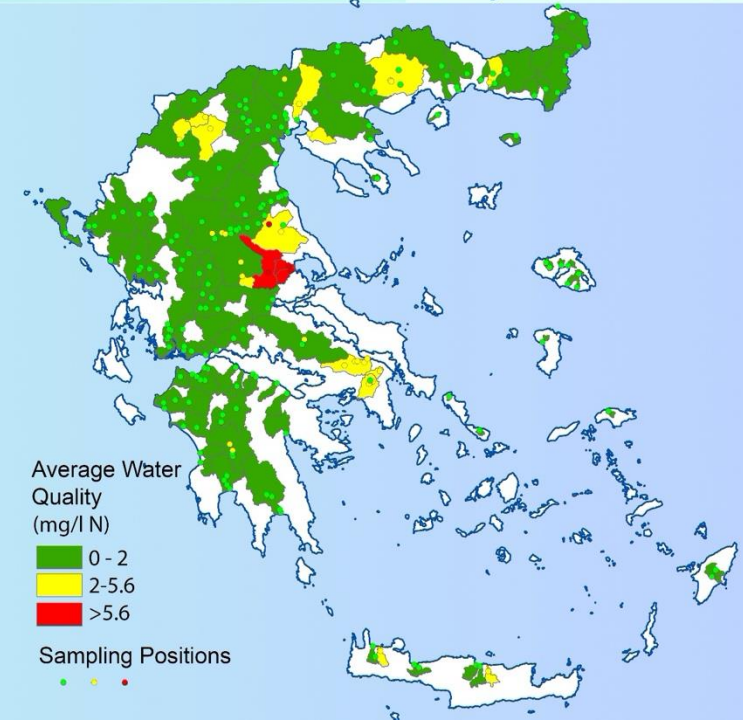 Average Water
Quality
(mg/l N)
0 - 2
2-5.6
>5.6
Sampling Positions